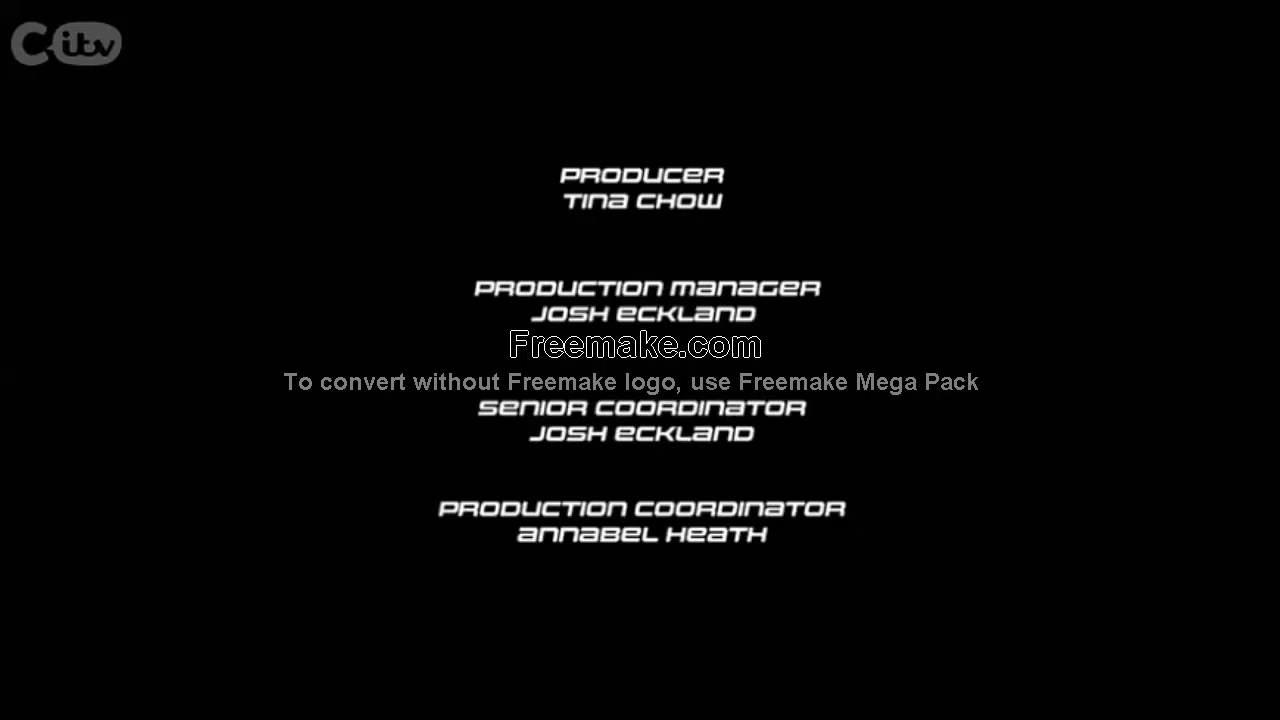 Citv
PRODUCER
TINA CHOW
PRODUCTION MANAGER
JOSH ECKLAND
Freemake.com
To convert without Freemake logo, use Freemake Mega Pack
SENIOR COORDINATOR
JOSH ECKLAND
PRODUCTION COORDINATOR
ANNABEL HEATH